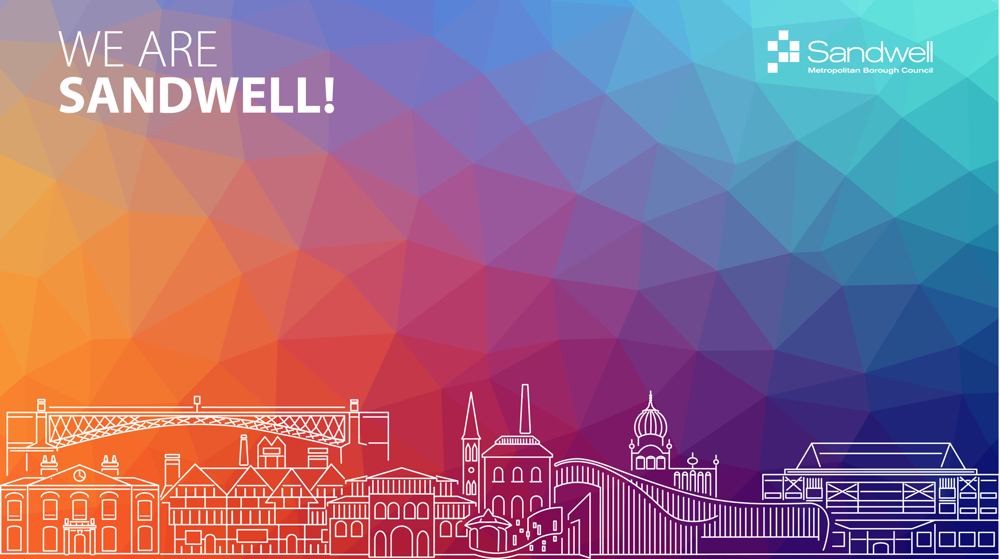 WE ARE
SANDWELL!
Sandwell
Metropolitan Borough Council